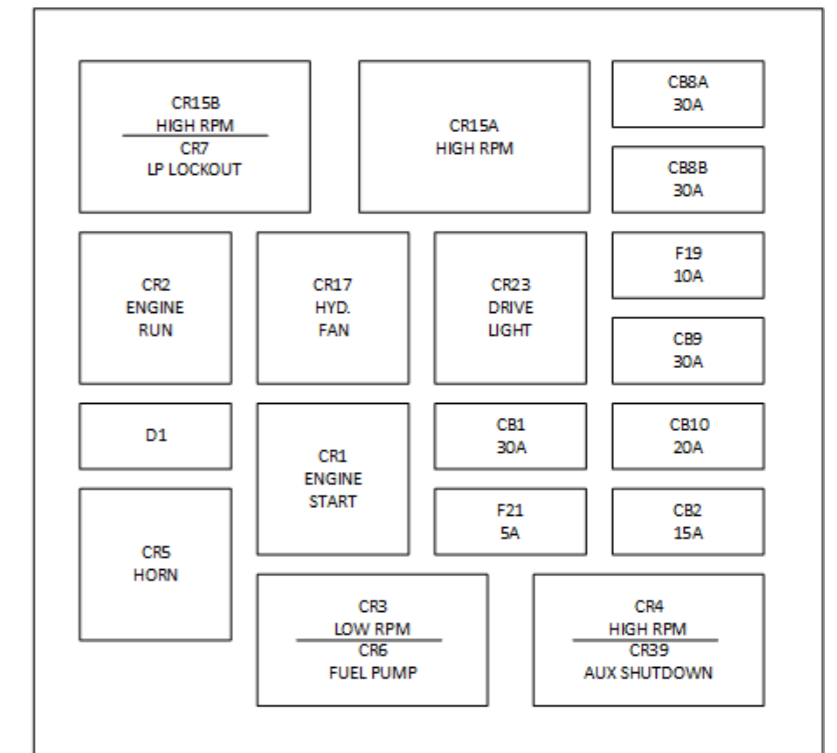 CR15B
HIGH RPM
CR7
LP LOCKOUT
CR15A
HIGH RPM
CB8A
30A
CB8B
30A
CR2
ENGINE
RUN
CR17
HYD.
FAN
CR23
DRIVE
LIGHT
F19
10A
CB9
30A
D1
CR1
ENGINE
START
CB1
30A
CB10
20A
F21
5A
CB2
15A
CR5
HORN
CR3
LOW RPM
CR6
FUEL PUMP
CR4
HIGH RPM
CR39
AUX SHUTDOWN